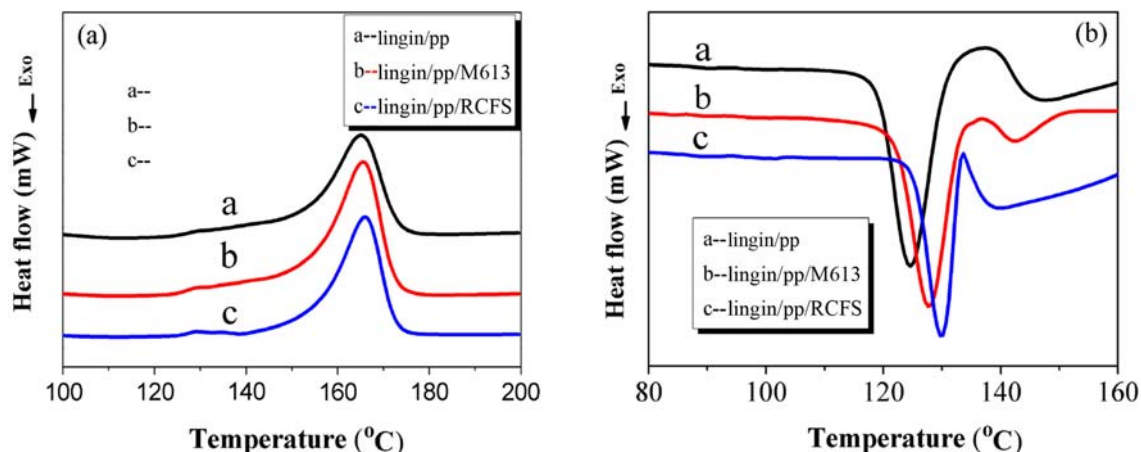 (a)
a--lingin/pp
b--lingin/pp/M613
c--lingin/pp/RCFS
a--
b--
c--
a
b
c
Heat flow (mW) ← Exo
100 120 140 160 180 200
Temperature (°C)
(b)
a
b
c
a--lingin/pp
b--lingin/pp/M613
c--lingin/pp/RCFS
Heat flow (mW) ← Exo
80 100 120 140 160
Temperature (°C)